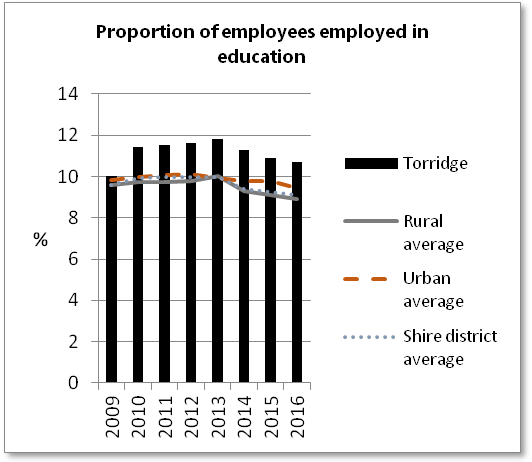 Proportion of employees employed in
education
14
12
10
8
6
4
2
0
%
2009
2010
2011
2012
2013
2014
2015
2016
Torridge
Rural
average
Urban
average
Shire district
average